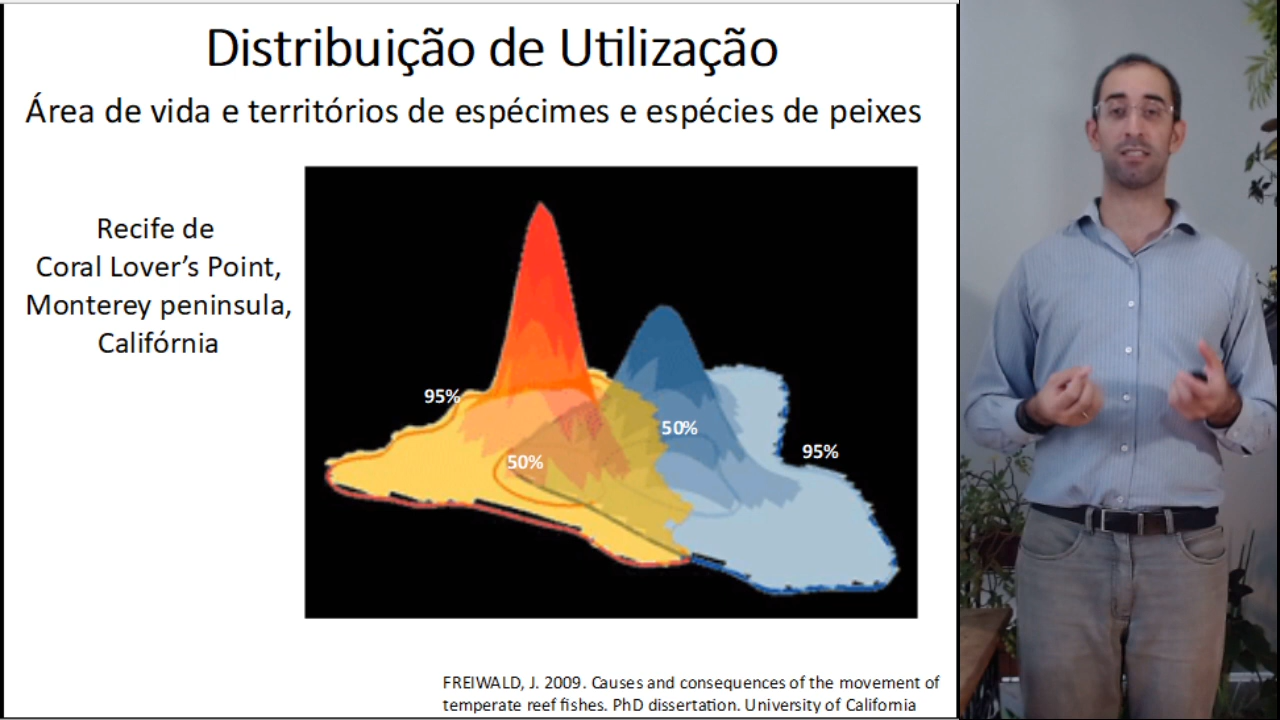 Distribuição de Utilização
Área de vida e territórios de espécimes e espécies de peixes
Recife de
Coral Lover’s Point,
Monterey peninsula,
Califórnia
95%
50%
50%
95%
FREIWALD, J. 2009. Causes and consequences of the movement of
temperate reef fishes. PhD dissertation. University of California